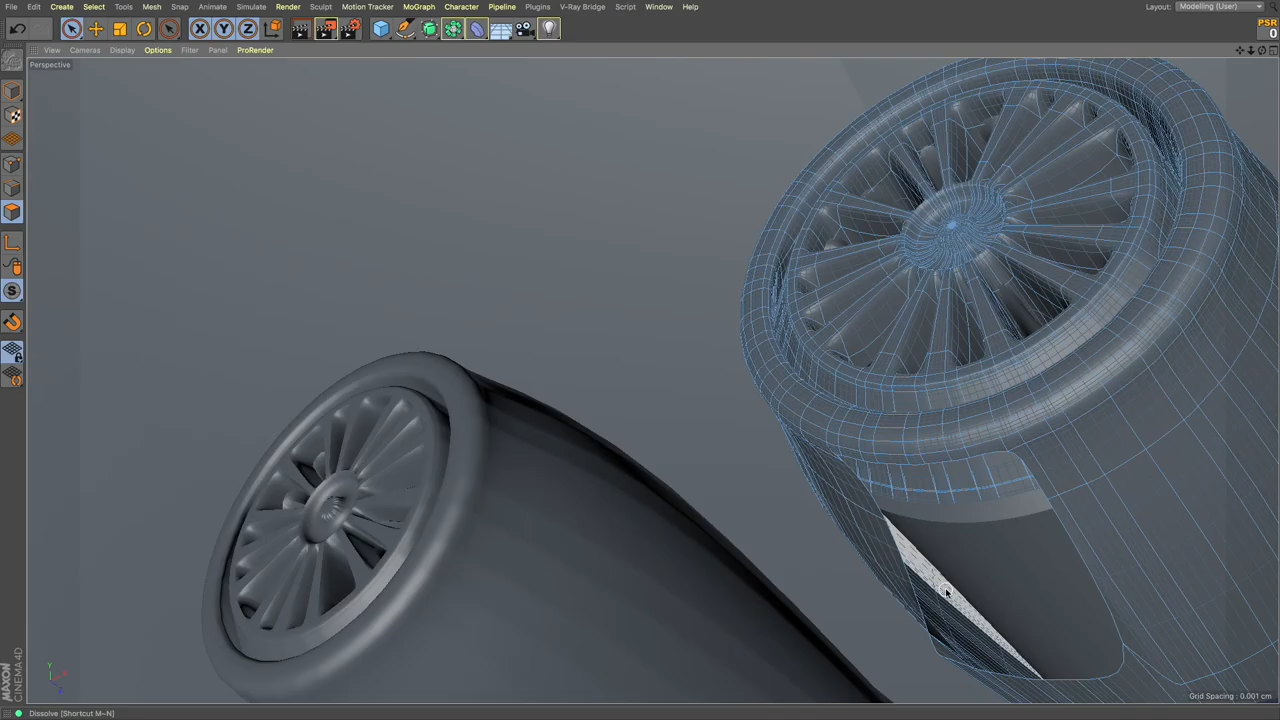 File Edit Create Select Tools Mesh Snap Animate Simulate Render Sculpt Motion Tracker MoGraph Character Pipeline Plugins V-Ray Bridge Script Window Help Layout: Modelling (User)
X Y Z PSR
0
View Cameras Display Options Filter Panel ProRender
Perspective
S
Y
X
Z
Grid Spacing : 0.001 cm
MAXON CINEMA 4D
Dissolve [Shortcut M~N]